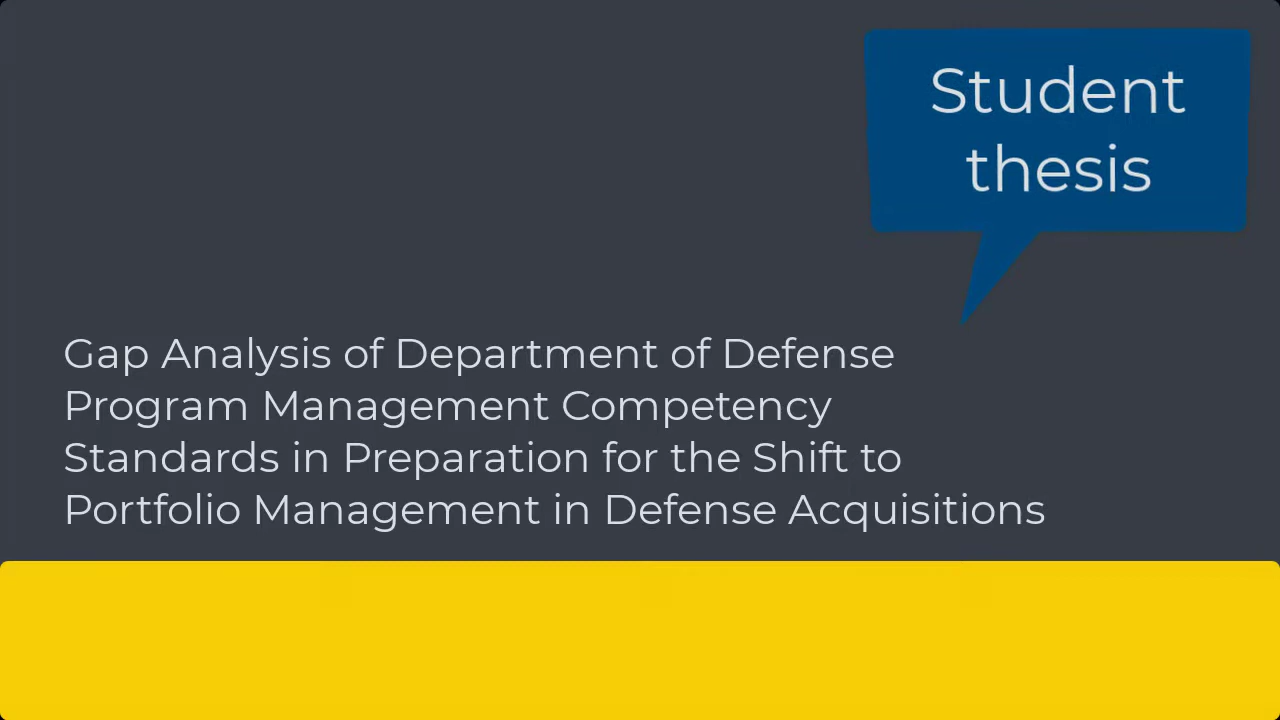 Student
thesis
Gap Analysis of Department of Defense
Program Management Competency
Standards in Preparation for the Shift to
Portfolio Management in Defense Acquisitions